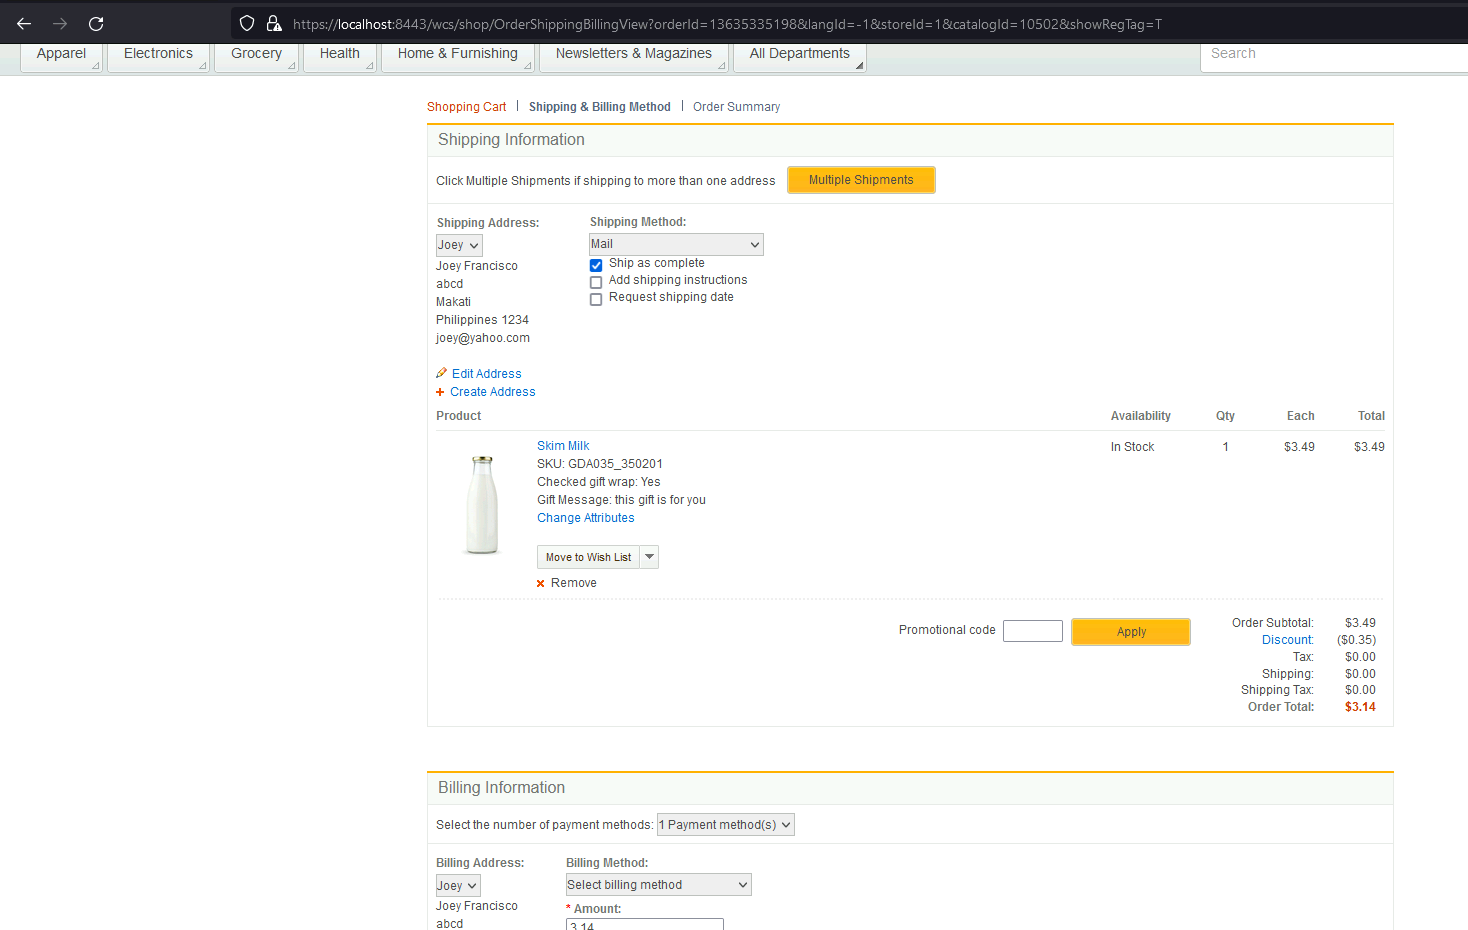 https://localhost:8443/wcs/shop/OrderShippingBillingView?orderId=13635335198&langId=-1&storeId=1&catalogId=10502&showRegTag=T
Apparel Electronics Grocery Health Home & Furnishing Newsletters & Magazines All Departments Search
Shopping Cart | Shipping & Billing Method | Order Summary
Shipping Information
Click Multiple Shipments if shipping to more than one address Multiple Shipments
Shipping Address: Shipping Method:
Joey Mail
Joey Francisco Ship as complete
abcd Add shipping instructions
Makati Request shipping date
Philippines 1234
joey@yahoo.com
Edit Address
+ Create Address
Product Availability Qty Each Total
Skim Milk In Stock 1 $3.49 $3.49
SKU: GDA035_350201
Checked gift wrap: Yes
Gift Message: this gift is for you
Change Attributes
Move to Wish List
Remove
Promotional code Apply
Order Subtotal: $3.49
Discount: ($0.35)
Tax: $0.00
Shipping: $0.00
Shipping Tax: $0.00
Order Total: $3.14
Billing Information
Select the number of payment methods: 1 Payment method(s)
Billing Address: Billing Method:
Joey Select billing method
Joey Francisco * Amount:
abcd 3.14